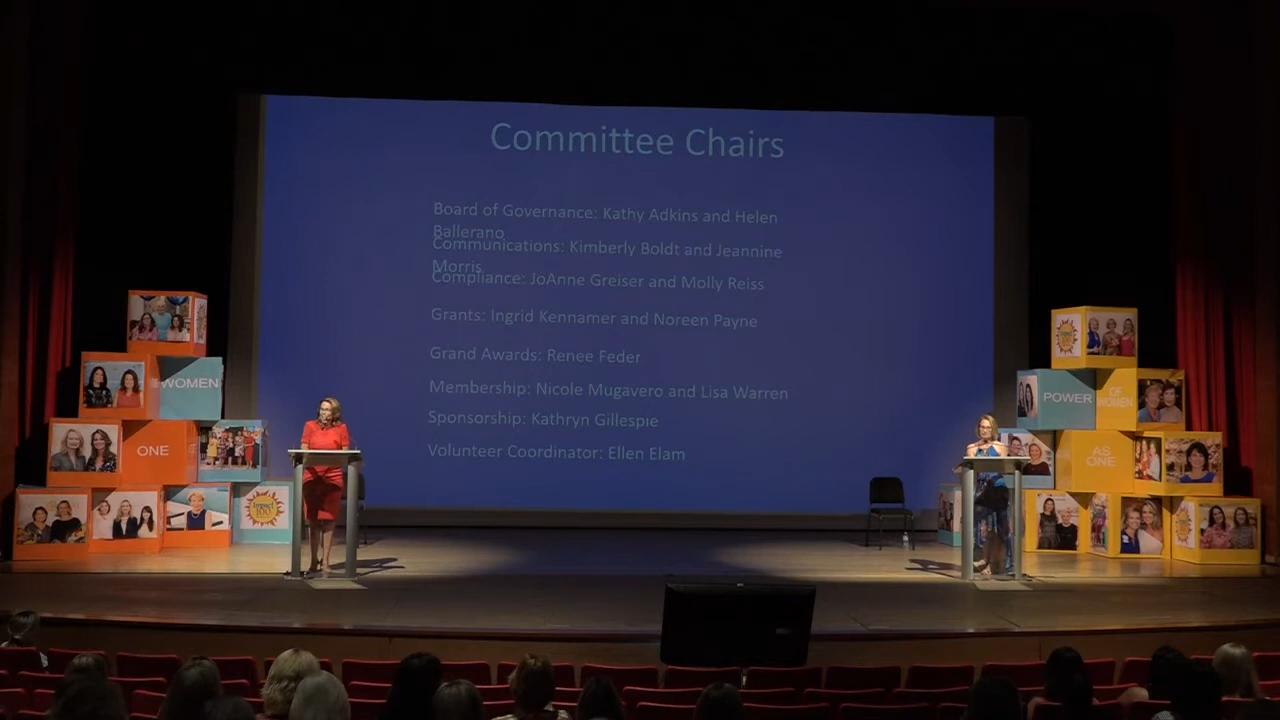 Committee Chairs
Board of Governance: Kathy Adkins and Helen
Ballerano
Communications: Kimberly Boldt and Jeannine
Morris
Compliance: JoAnne Greiser and Molly Reiss
Grants: Ingrid Kennamer and Noreen Payne
Grand Awards: Renee Feder
Membership: Nicole Mugavero and Lisa Warren
Sponsorship: Kathryn Gillespie
Volunteer Coordinator: Ellen Elam
WOMEN
ONE
Impact
100
POWER
OF
WOMEN
AS
ONE